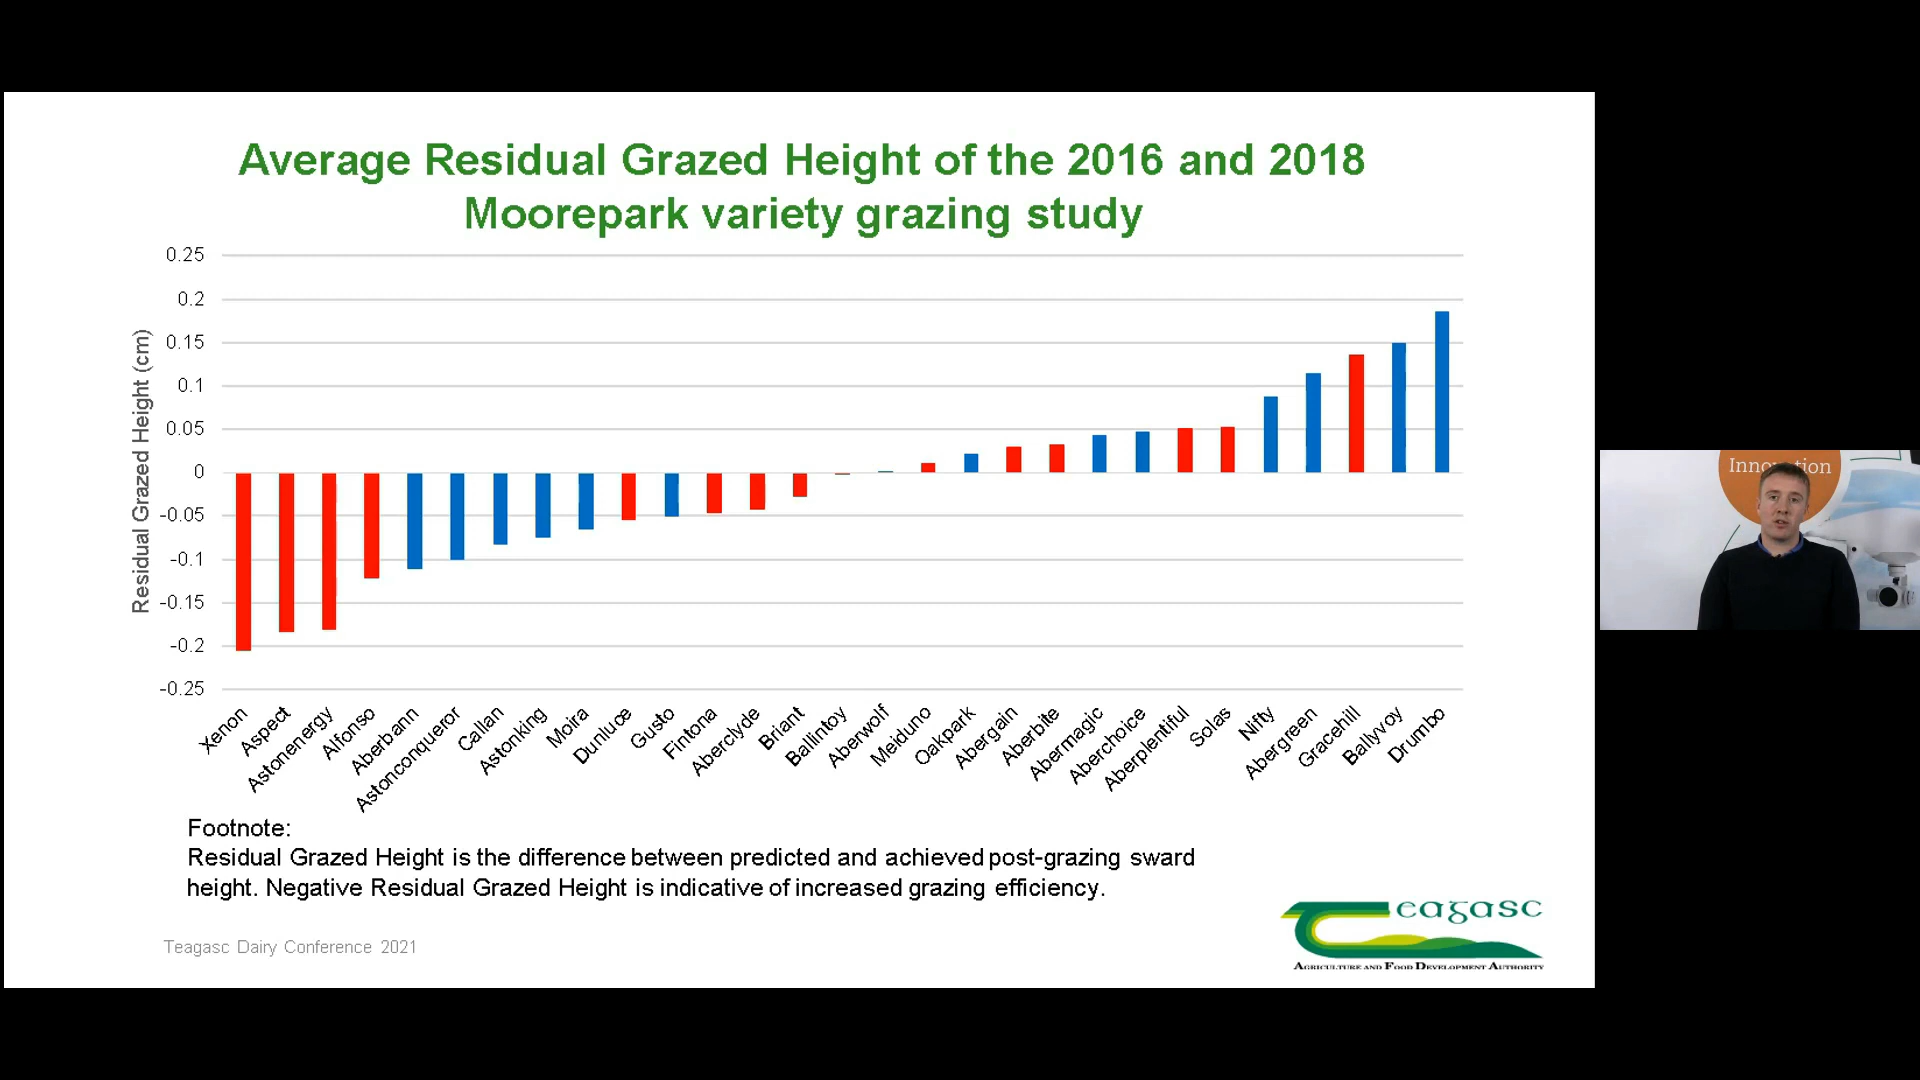 Average Residual Grazed Height of the 2016 and 2018
Moorepark variety grazing study
Residual Grazed Height (cm)
0.25
0.2
0.15
0.1
0.05
0
-0.05
-0.1
-0.15
-0.2
-0.25
Xenon
Aspect
Astonenergy
Alfonso
Aberbann
Astonconqueror
Callan
Astonking
Moira
Dunluce
Gusto
Fintona
Aberclyde
Briant
Ballintoy
Aberwolf
Meiduno
Oakpark
Abergain
Aberbite
Abermagic
Aberchoice
Aberplentiful
Solas
Nifty
Abergreen
Gracehill
Ballyvoy
Drumbo
Footnote:
Residual Grazed Height is the difference between predicted and achieved post-grazing sward
height. Negative Residual Grazed Height is indicative of increased grazing efficiency.
Teagasc Dairy Conference 2021
eagasc
AGRICULTURE AND FOOD DEVELOPMENT AUTHORITY